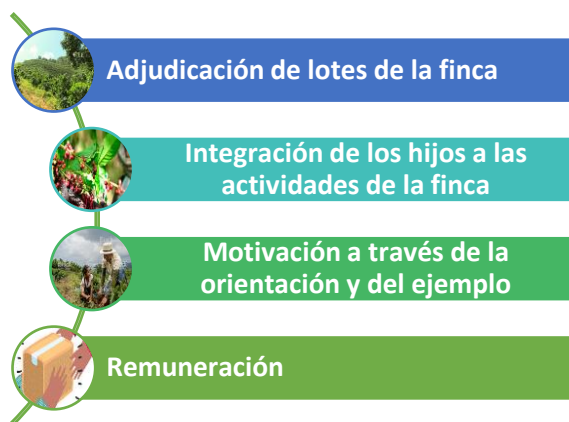 Adjudicación de lotes de la finca
Integración de los hijos a las
actividades de la finca
Motivación a través de la
orientación y del ejemplo
Remuneración